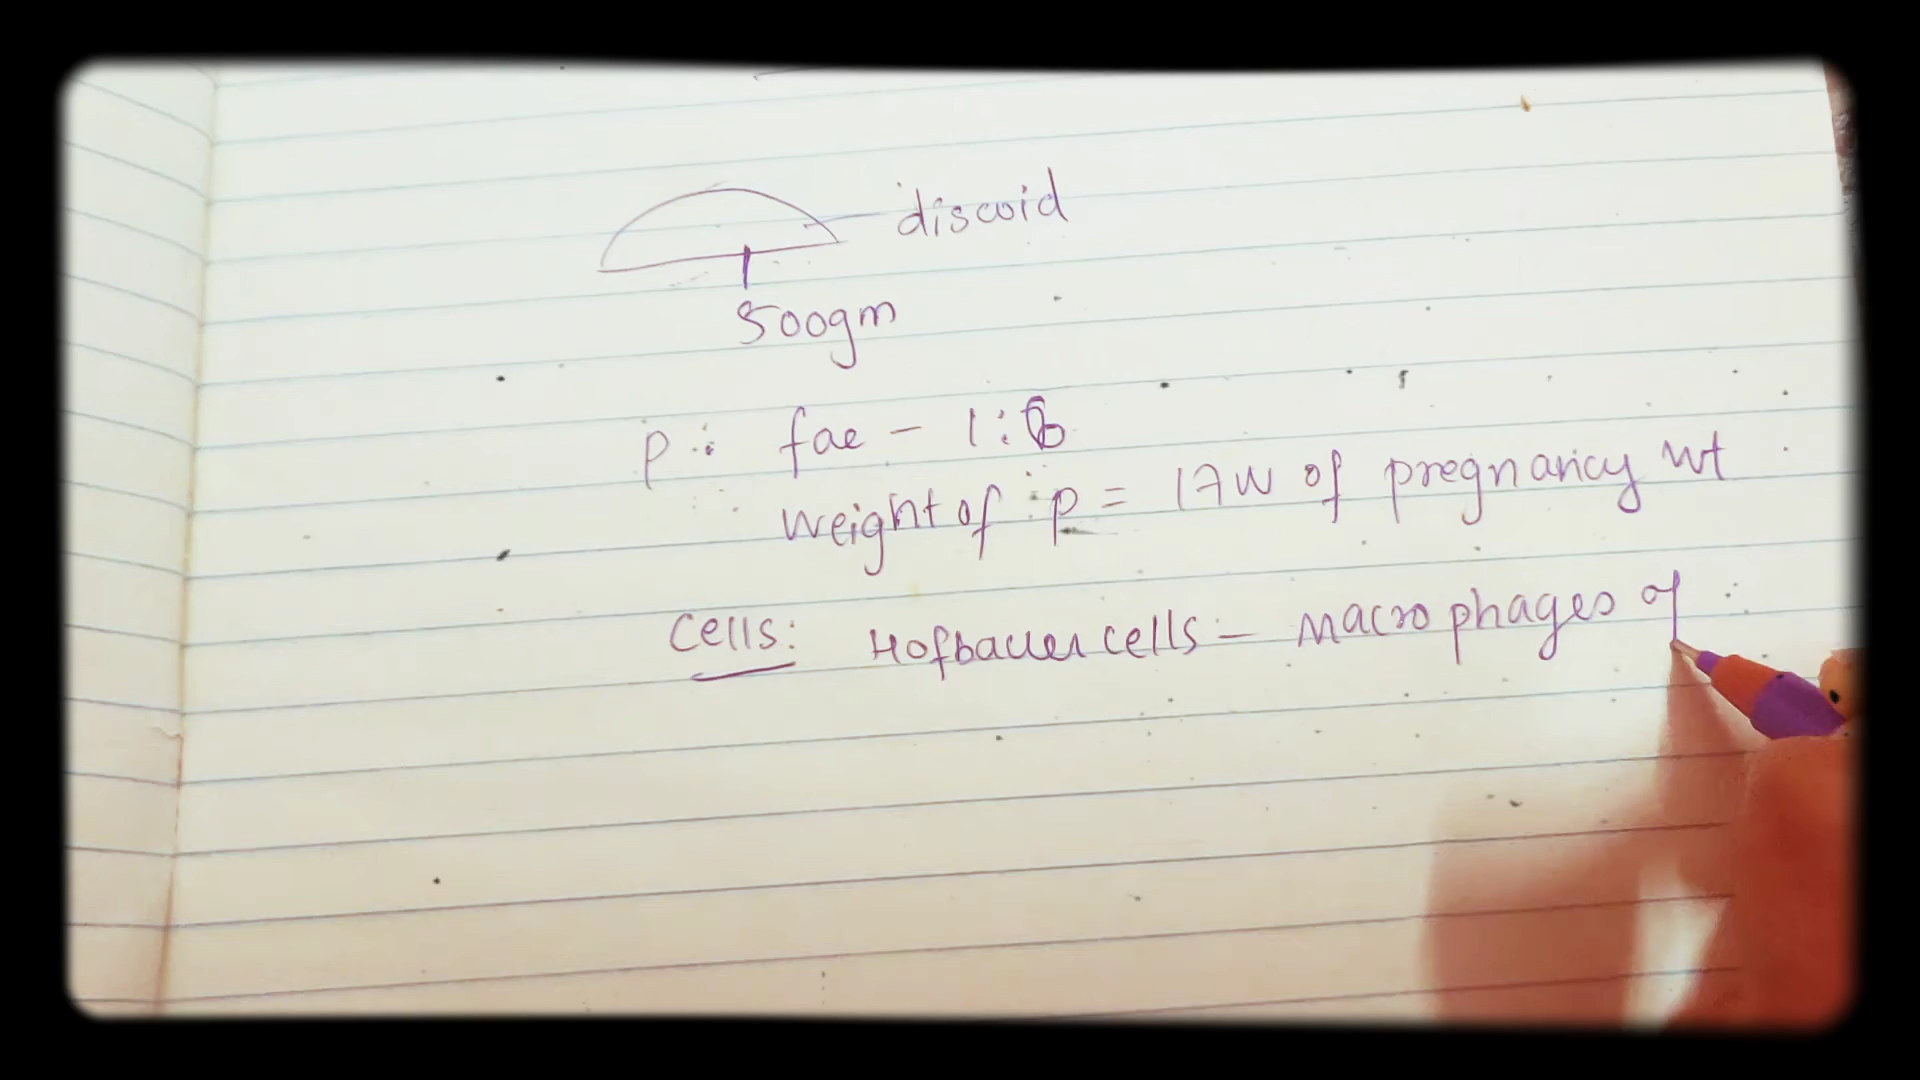 discoid
500gm
p : fae - 1:6
weight of p = 17W of pregnancy wt
Cells: Hofbauer cells - Macrophages of